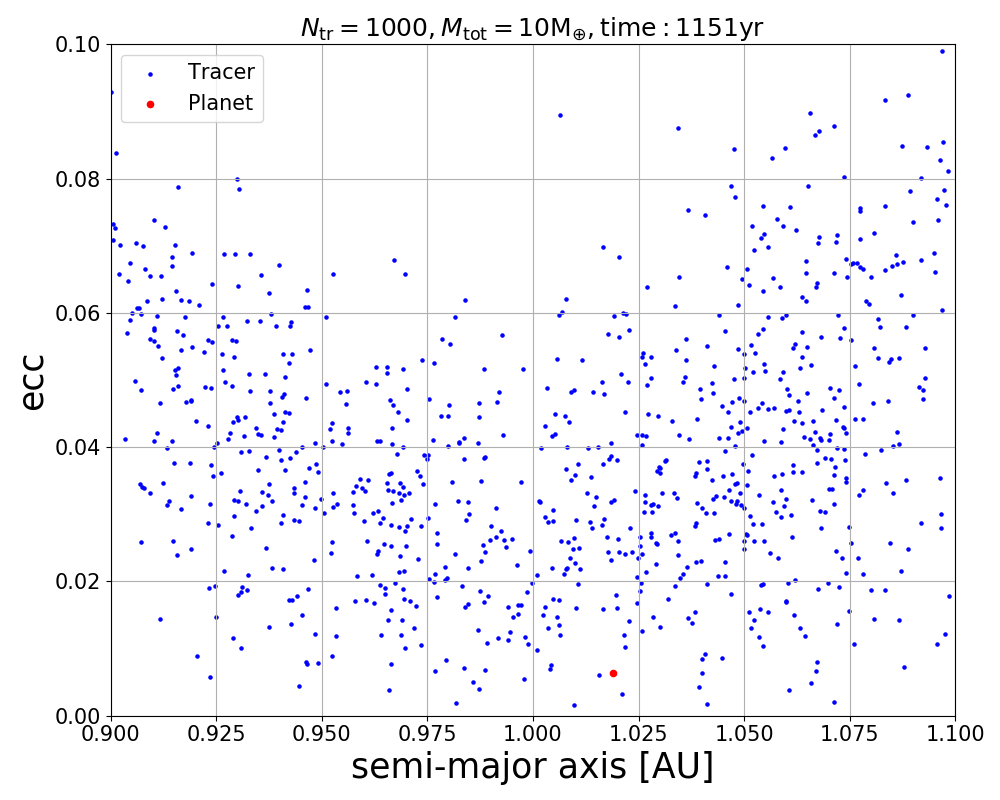 N_tr = 1000, M_tot = 10M_⊕, time : 1151yr
Tracer
Planet
0.10
0.08
0.06
0.04
0.02
0.00
ecc
0.900 0.925 0.950 0.975 1.000 1.025 1.050 1.075 1.100
semi-major axis [AU]